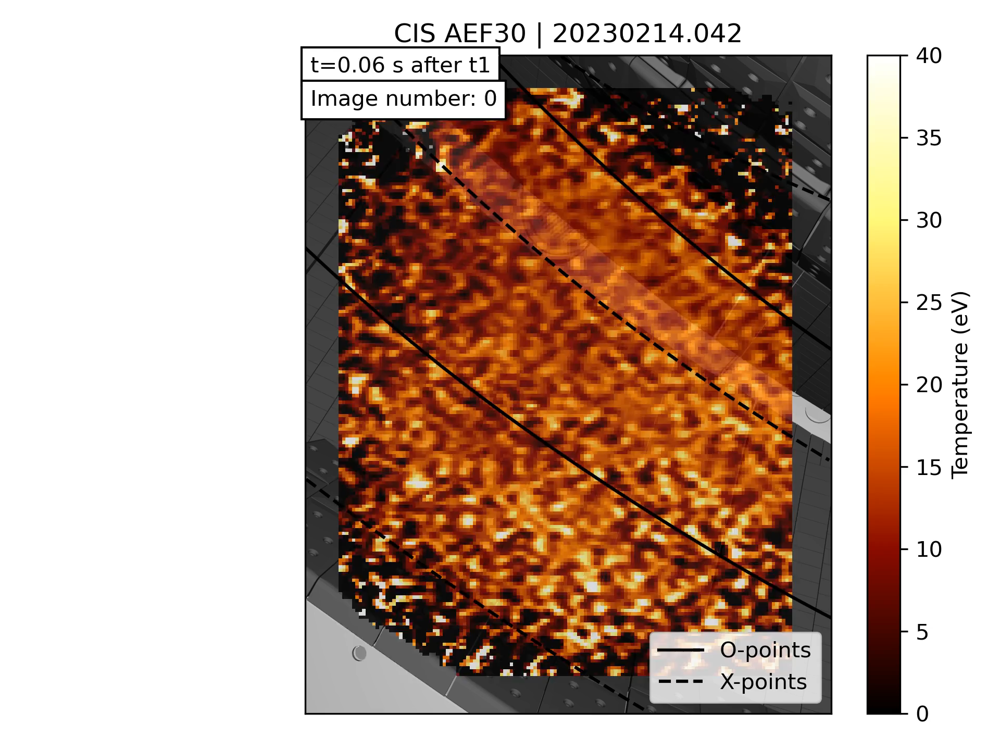 CIS AEF30 | 20230214.042
t=0.06 s after t1
Image number: 0
O-points
X-points
40
35
30
25
20
15
10
5
0
Temperature (eV)